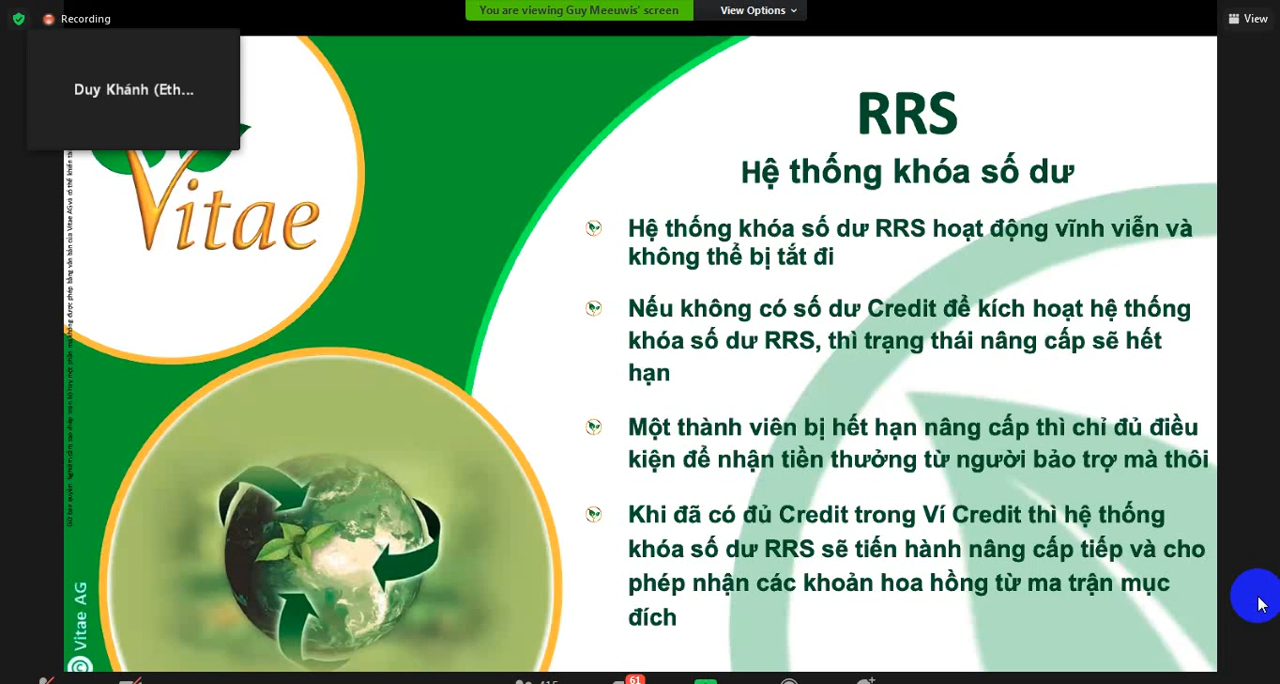 You are viewing Guy Meeuwis' screen
View Options
Recording
View
Duy Khánh (Eth...
Vitae
RRS
Hệ thống khóa số dư
Hệ thống khóa số dư RRS hoạt động vĩnh viễn và
không thể bị tắt đi
Nếu không có số dư Credit để kích hoạt hệ thống
khóa số dư RRS, thì trạng thái nâng cấp sẽ hết
hạn
Một thành viên bị hết hạn nâng cấp thì chỉ đủ điều
kiện để nhận tiền thưởng từ người bảo trợ mà thôi
Khi đã có đủ Credit trong Ví Credit thì hệ thống
khóa số dư RRS sẽ tiến hành nâng cấp tiếp và cho
phép nhận các khoản hoa hồng từ ma trận mục
đích
© Vitae AG
61